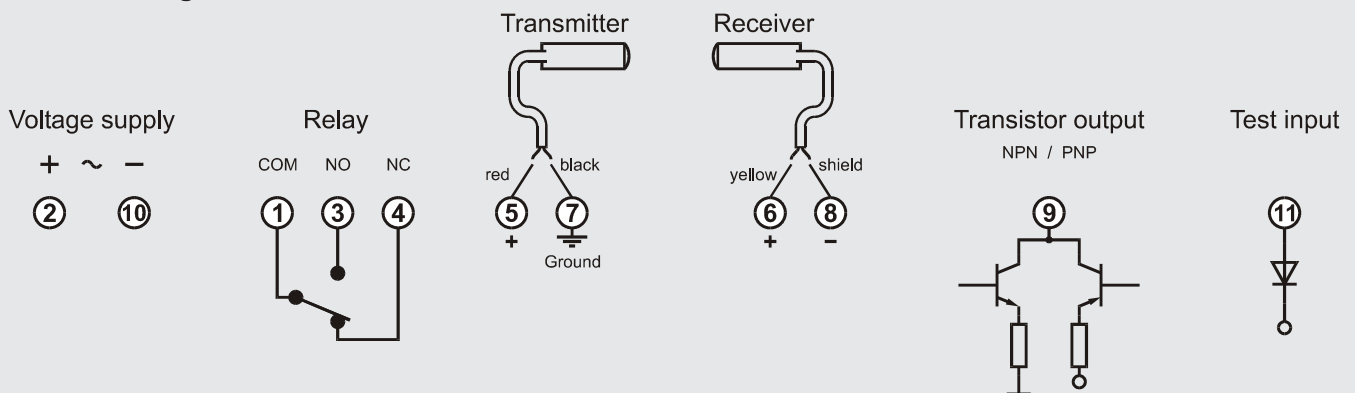 Transmitter Receiver
Voltage supply Relay Transistor output Test input
NPN / PNP
+ ~ − COM NO NC
red black yellow shield
2 10 1 3 4 5 7 6 8 9 11
+ + −
Ground